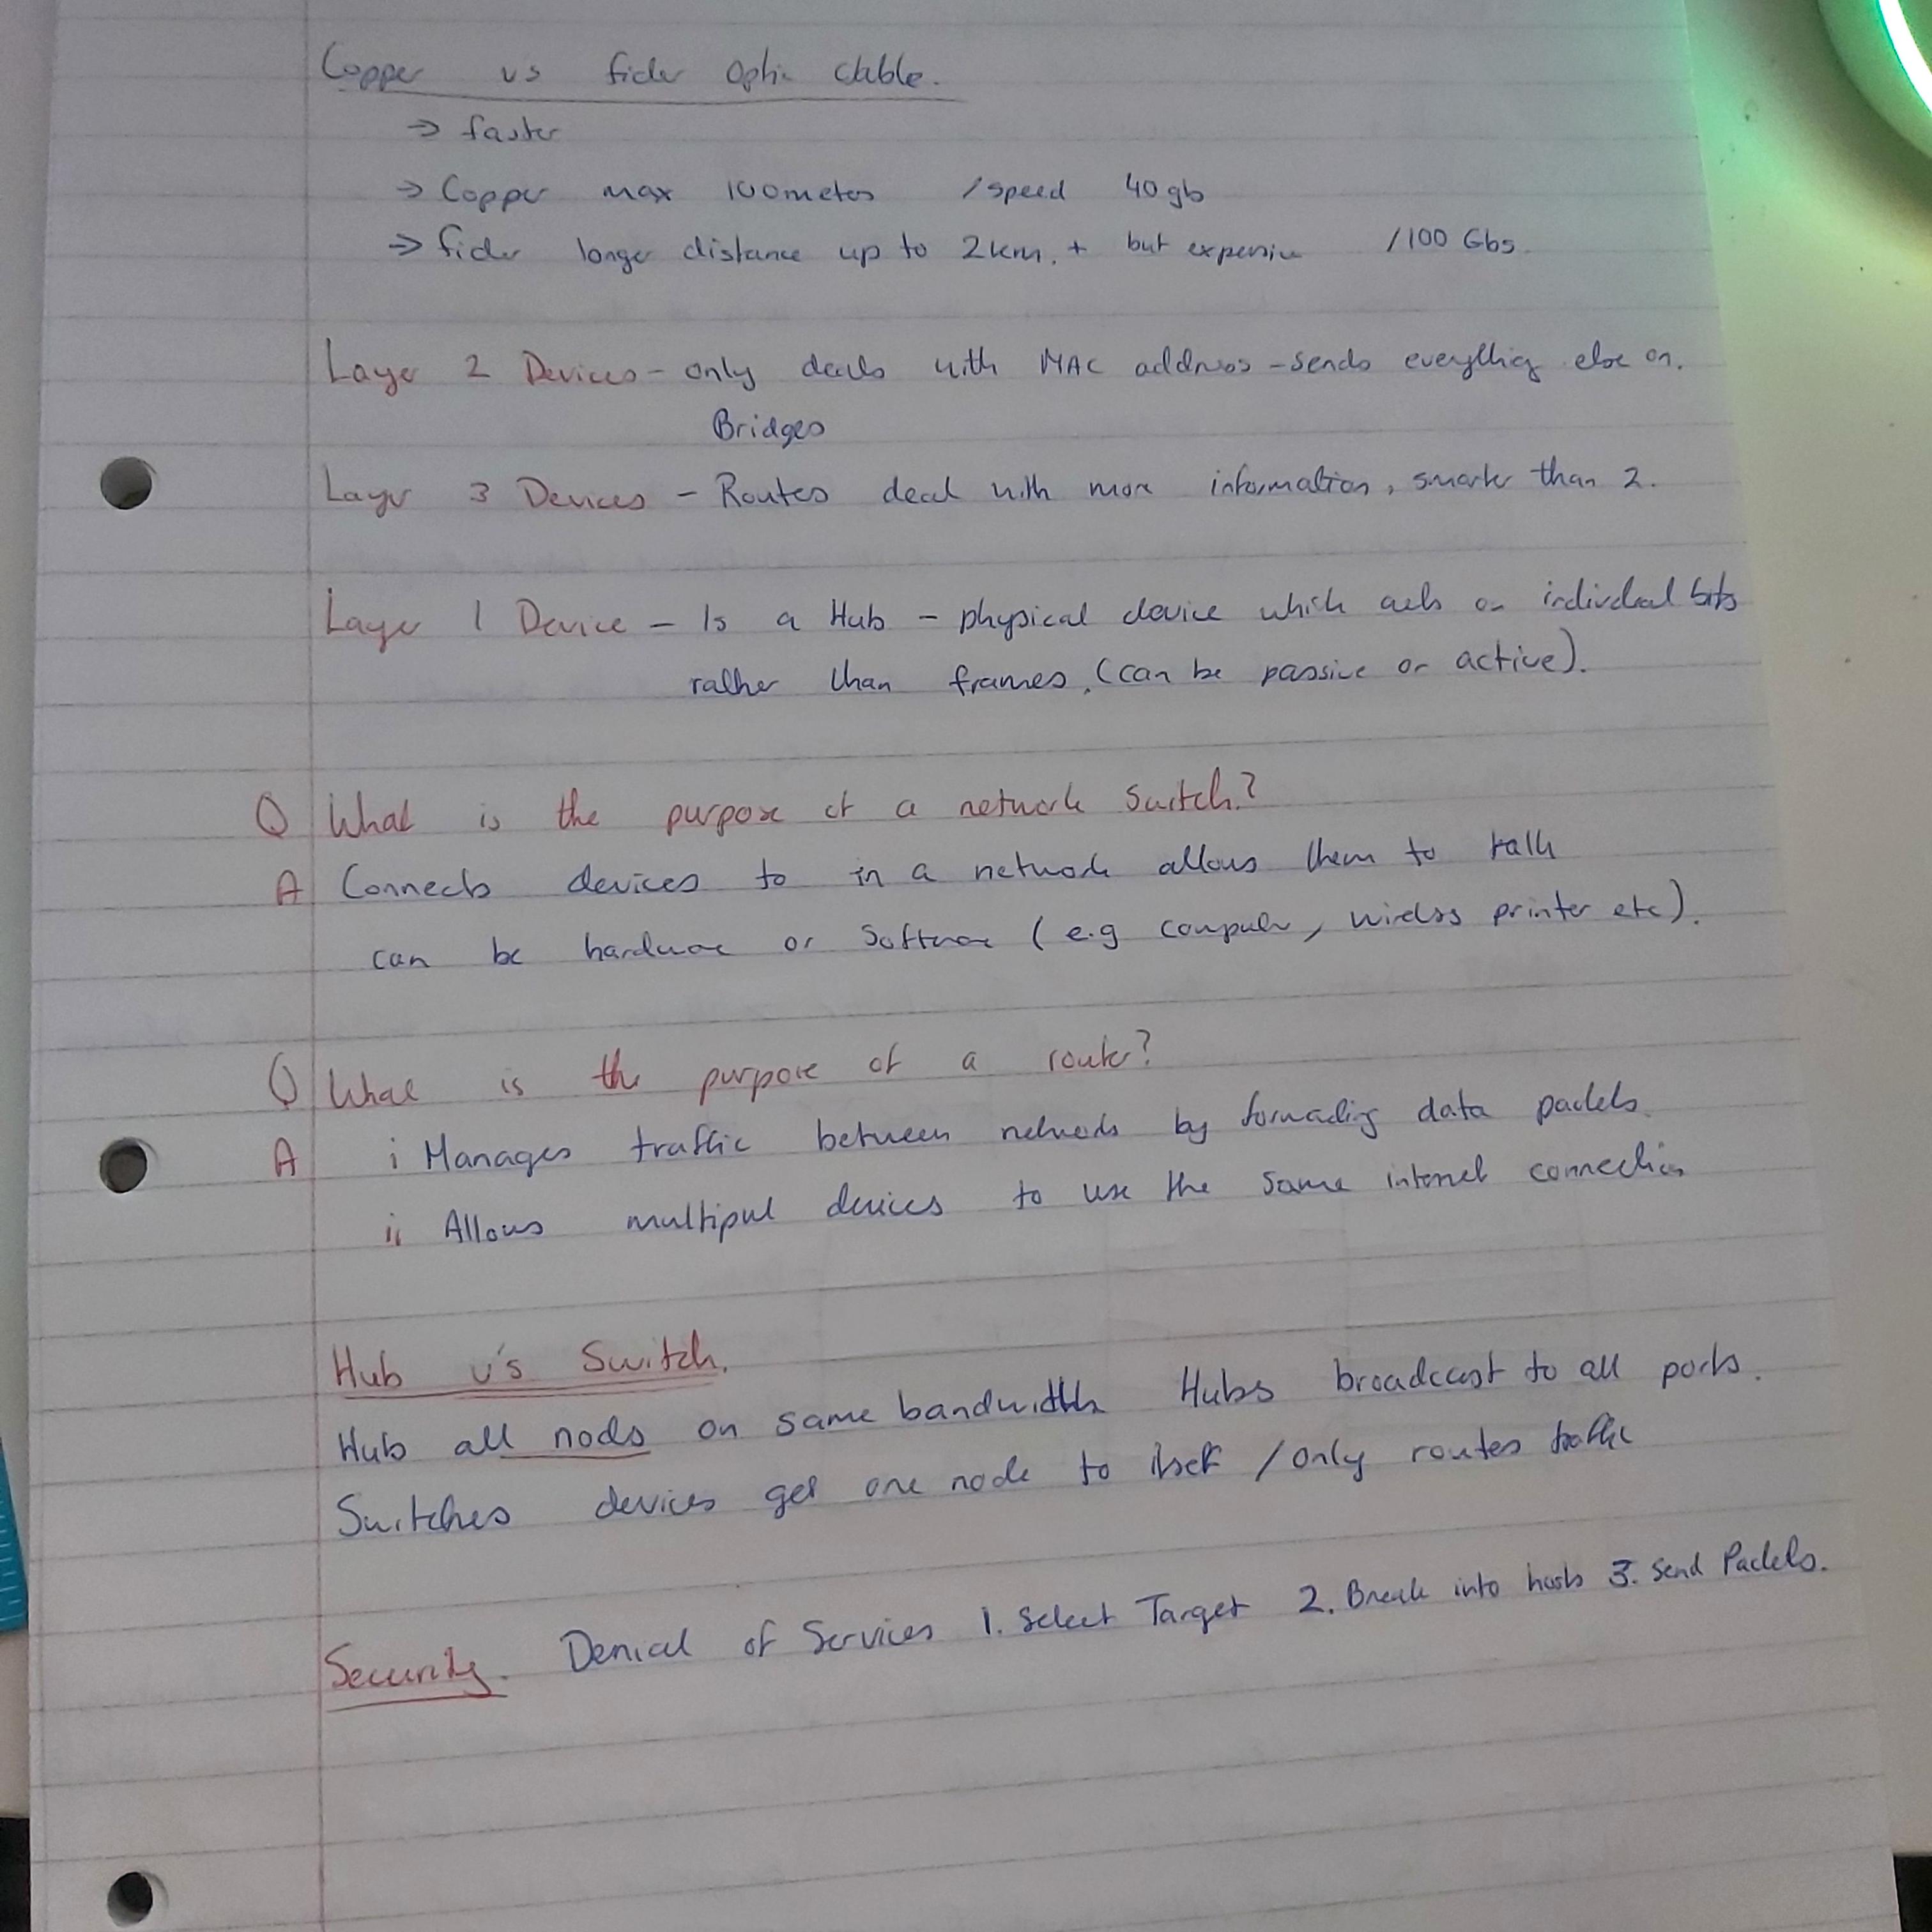 Copper vs fider Optic cable.
→ faster
→ Copper max 100meters / speed 40gb
→ fider longer distance up to 2km. + but expensive /100 Gbs.
Layer 2 Devices - only deals with MAC address - sends everything else on.
Bridges
Layer 3 Devices - Routes deal with more information, smarter than 2.
Layer 1 Device - Is a Hub - physical device which acts on individual bits
rather than frames. (can be passive or active).
Q What is the purpose of a network switch?
A Connects devices to in a network allows them to talk
can be hardware or software (e.g computer, wireless printer etc).
Q What is the purpose of a router?
A i Manages traffic between networks by forwarding data packets
ii Allows multipul devices to use the same internet connection
Hub v's Switch.
Hub all nods on same bandwidth Hubs broadcast to all ports.
Switches devices get one node to itself / only routes traffic
Security. Denial of Services 1. Select Target 2. Break into hosts 3. Send Packets.